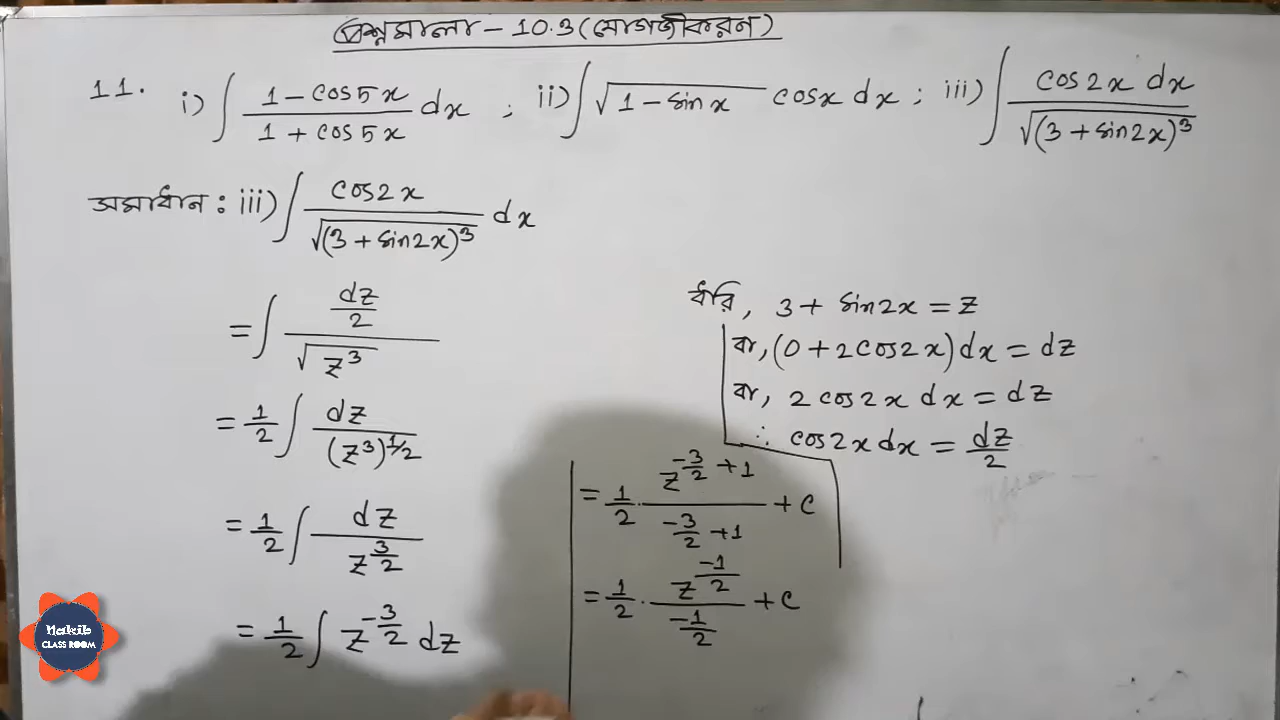 প্রশ্নমালা - 10.3 (যোগজীকরন)
11. i) ∫ (1 - cos5x)/(1 + cos5x) dx ; ii) ∫ √(1 - sinx) cosx dx ; iii) ∫ cos2x dx/√(3 + sin2x)³
সমাধান : iii) ∫ cos2x/√(3 + sin2x)³ dx
= ∫ (dz/2)/√z³
= 1/2 ∫ dz/(z³)^1/2
= 1/2 ∫ dz/z^(3/2)
= 1/2 ∫ z^(-3/2) dz
ধরি, 3 + sin2x = z
বা, (0 + 2cos2x)dx = dz
বা, 2 cos2x dx = dz
∴ cos2x dx = dz/2
= 1/2 · z^(-3/2 + 1)/(-3/2 + 1) + c
= 1/2 · z^(-1/2)/(-1/2) + c
Nakib
CLASS ROOM